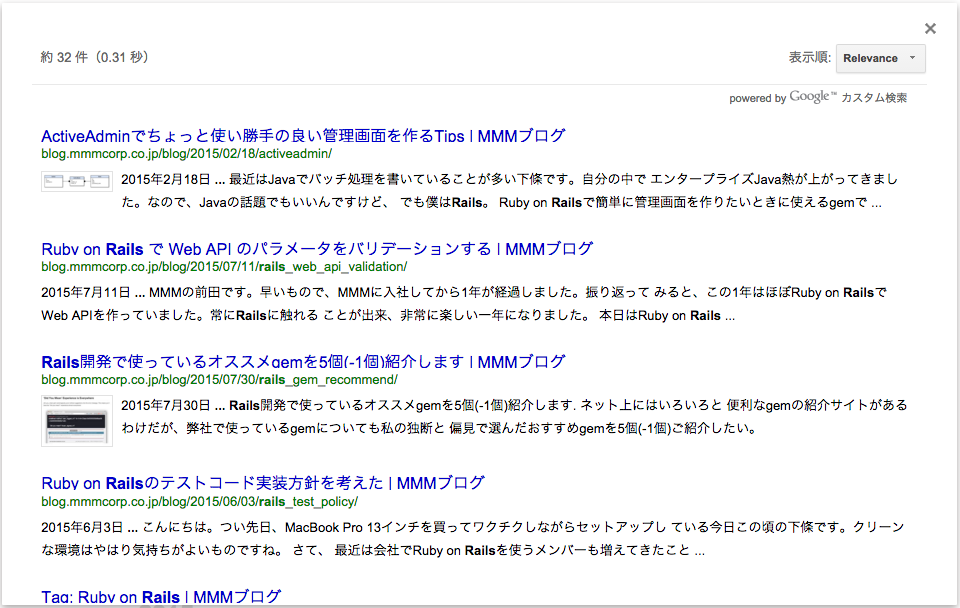 約 32 件（0.31 秒）
表示順: Relevance
powered by Google™ カスタム検索
ActiveAdminでちょっと使い勝手の良い管理画面を作るTips | MMMブログ
blog.mmmcorp.co.jp/blog/2015/02/18/activeadmin/
2015年2月18日 ... 最近はJavaでバッチ処理を書いていることが多い下條です。自分の中で エンタープライズJava熱が上がってきまし
た。なので、Javaの話題でもいいんですけど、 でも僕はRails。 Ruby on Railsで簡単に管理画面を作りたいときに使えるgemで ...
Ruby on Rails で Web API のパラメータをバリデーションする | MMMブログ
blog.mmmcorp.co.jp/blog/2015/07/11/rails_web_api_validation/
2015年7月11日 ... MMMの前田です。早いもので、MMMに入社してから1年が経過しました。振り返って みると、この1年はほぼRuby on Railsで
Web APIを作っていました。常にRailsに触れる ことが出来、非常に楽しい一年になりました。 本日はRuby on Rails ...
Rails開発で使っているオススメgemを5個(-1個)紹介します | MMMブログ
blog.mmmcorp.co.jp/blog/2015/07/30/rails_gem_recommend/
2015年7月30日 ... Rails開発で使っているオススメgemを5個(-1個)紹介します. ネット上にはいろいろと 便利なgemの紹介サイトがある
わけだが、弊社で使っているgemについても私の独断と 偏見で選んだおすすめgemを5個(-1個)ご紹介したい。
Ruby on Railsのテストコード実装方針を考えた | MMMブログ
blog.mmmcorp.co.jp/blog/2015/06/03/rails_test_policy/
2015年6月3日 ... こんにちは。つい先日、MacBook Pro 13インチを買ってワクチクしながらセットアップし ている今日この頃の下條です。クリーン
な環境はやはり気持ちがよいものですね。 さて、 最近は会社でRuby on Railsを使うメンバーも増えてきたこと ...
Tag: Ruby on Rails | MMMブログ